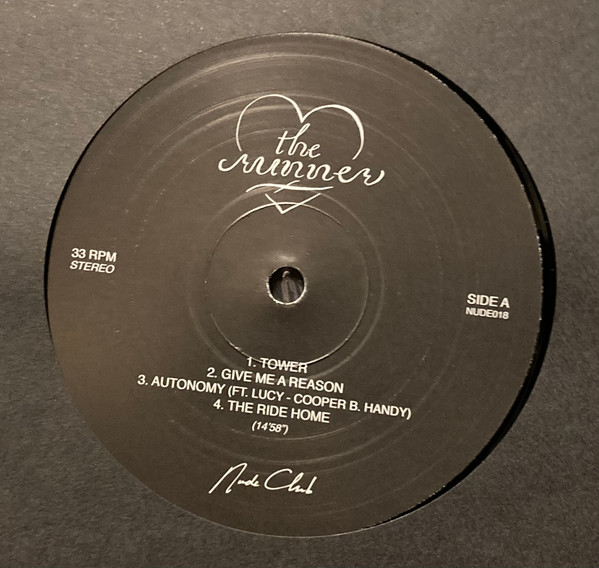 the
runner
33 RPM
STEREO
SIDE A
NUDE018
1. TOWER
2. GIVE ME A REASON
3. AUTONOMY (FT. LUCY - COOPER B. HANDY)
4. THE RIDE HOME
(14'58")
Nude Club